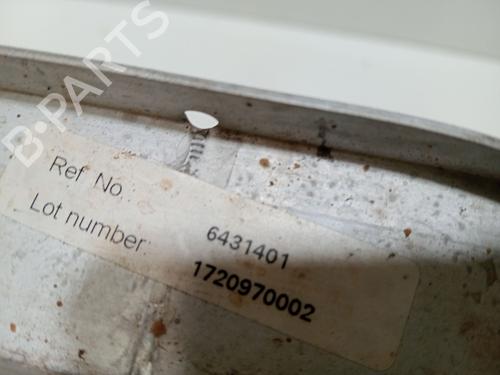 B-PARTS
Ref No. 6431401
Lot number: 1720970002